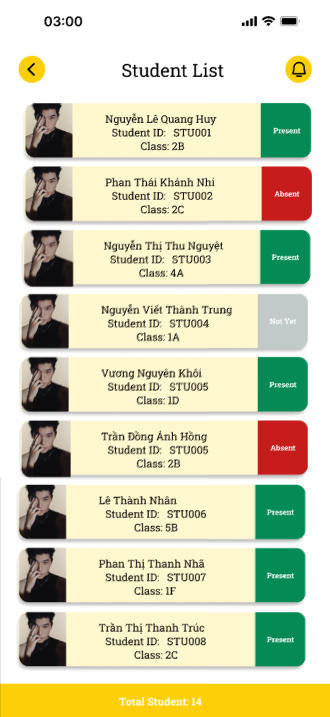 03:00
Student List
Nguyễn Lê Quang Huy
Student ID: STU001
Class: 2B
Present
Phan Thái Khánh Nhi
Student ID: STU002
Class: 2C
Absent
Nguyễn Thị Thu Nguyệt
Student ID: STU003
Class: 4A
Present
Nguyễn Viết Thành Trung
Student ID: STU004
Class: 1A
Not Yet
Vương Nguyên Khôi
Student ID: STU005
Class: 1D
Present
Trần Đồng Ánh Hồng
Student ID: STU005
Class: 2B
Absent
Lê Thành Nhân
Student ID: STU006
Class: 5B
Present
Phan Thị Thanh Nhã
Student ID: STU007
Class: 1F
Present
Trần Thị Thanh Trúc
Student ID: STU008
Class: 2C
Present
Total Student: 14